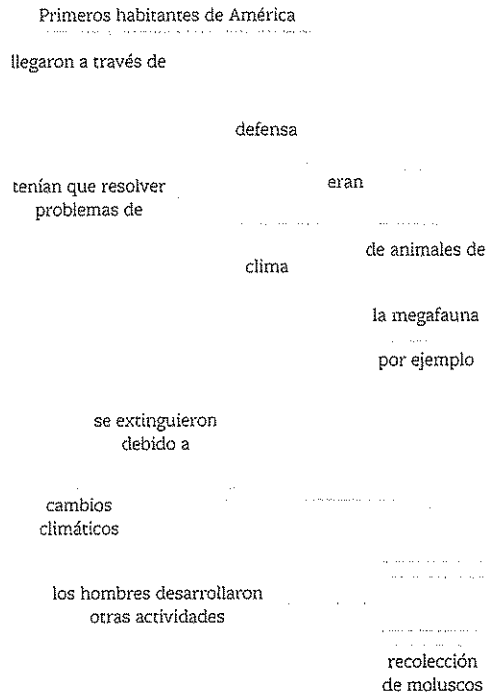 Primeros habitantes de América
llegaron a través de
defensa
tenían que resolver
problemas de
eran
de animales de
clima
la megafauna
por ejemplo
se extinguieron
debido a
cambios
climáticos
los hombres desarrollaron
otras actividades
recolección
de moluscos